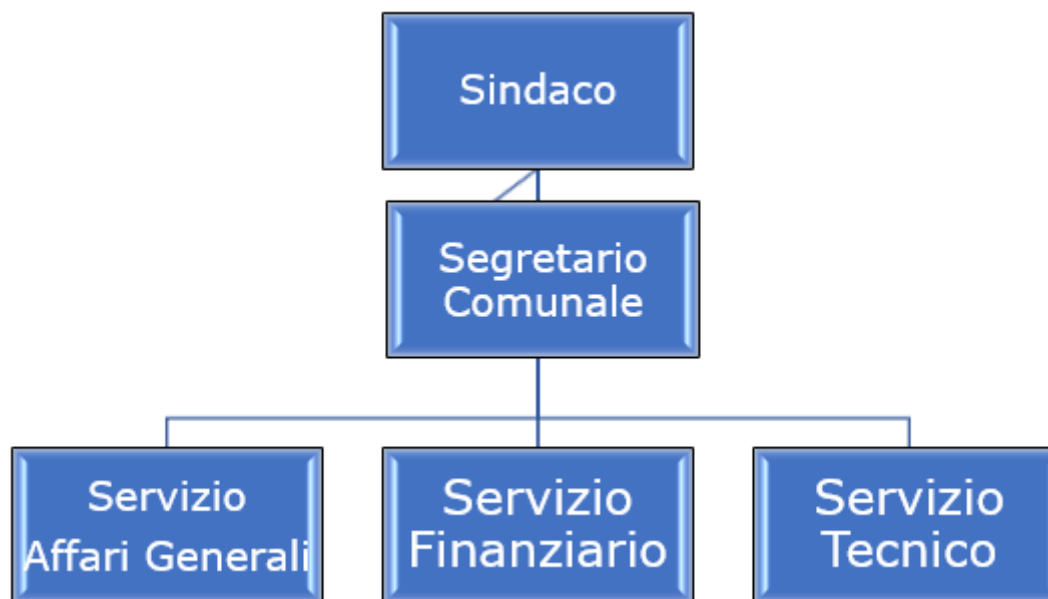 Sindaco
Segretario
Comunale
Servizio
Affari Generali
Servizio
Finanziario
Servizio
Tecnico